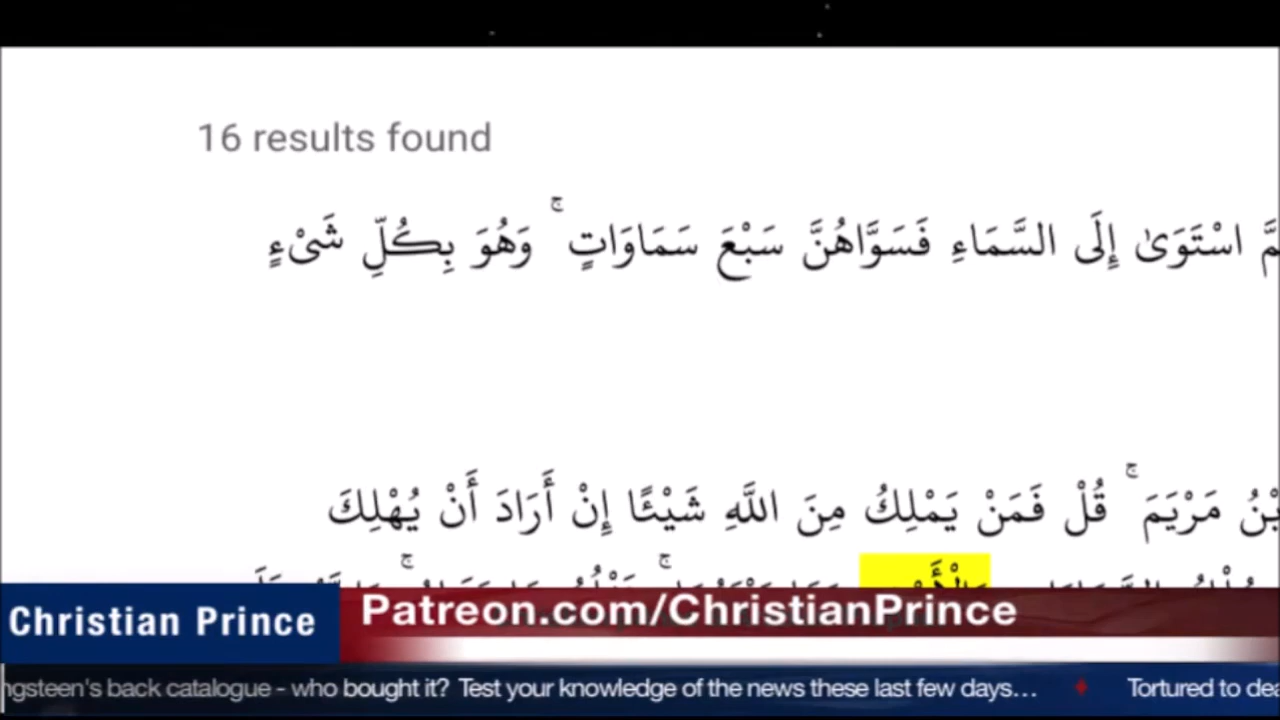 16 results found
اسْتَوَىٰ إِلَى السَّمَاءِ فَسَوَّاهُنَّ سَبْعَ سَمَاوَاتٍ ۚ وَهُوَ بِكُلِّ شَيْءٍ
مَرْيَمَ ۚ قُلْ فَمَنْ يَمْلِكُ مِنَ اللَّهِ شَيْئًا إِنْ أَرَادَ أَنْ يُهْلِكَ
Christian Prince
Patreon.com/ChristianPrince
ngsteen's back catalogue - who bought it? Test your knowledge of the news these last few days… Tortured to dea